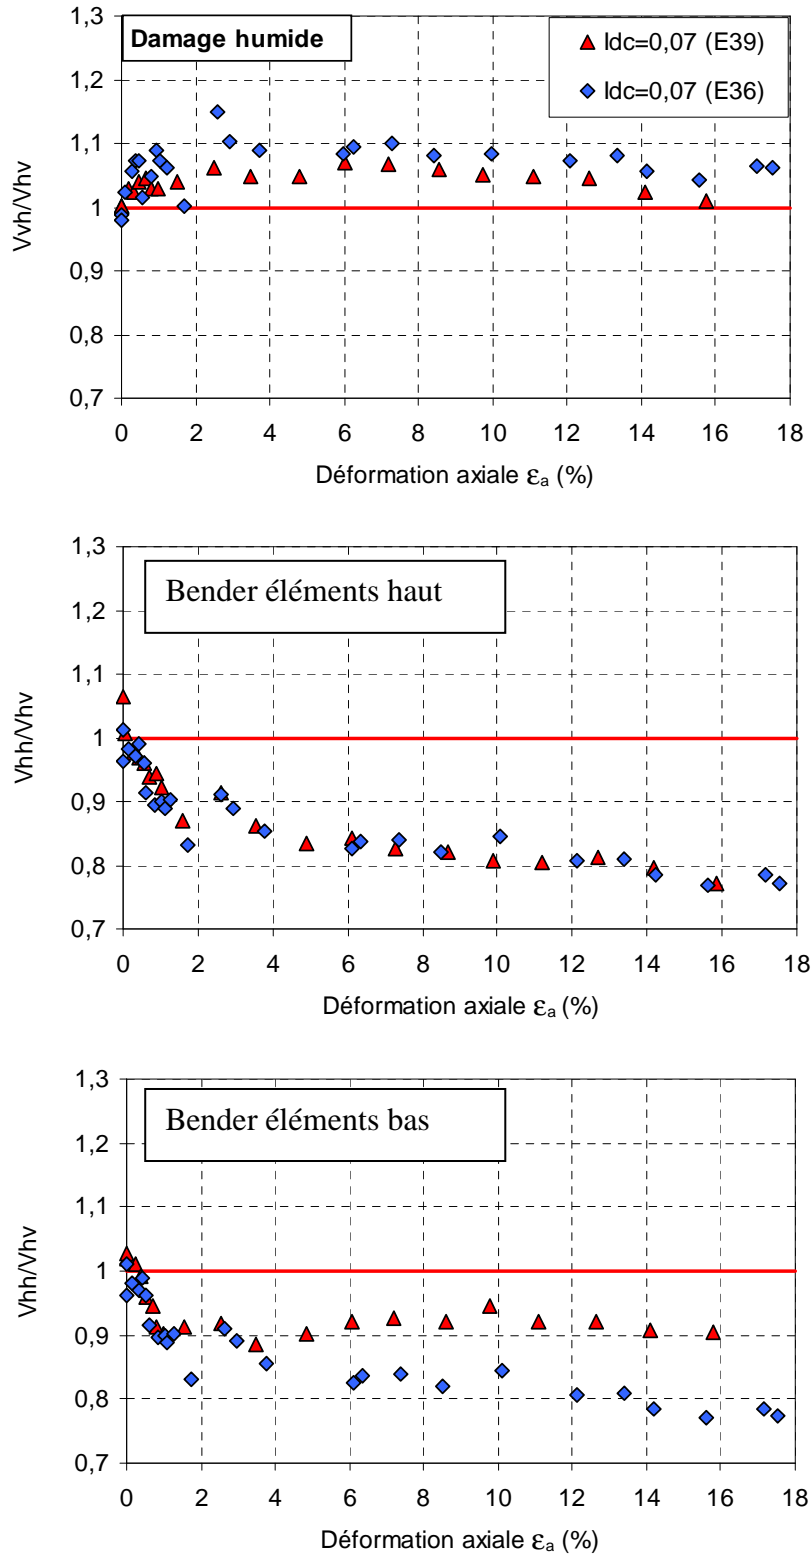 1,3
Damage humide
Idc=0,07 (E39)
Idc=0,07 (E36)
1,2
1,1
1
0,9
0,8
0,7
Vvh/Vhv
0 2 4 6 8 10 12 14 16 18
Déformation axiale εa (%)
1,3
Bender éléments haut
1,2
1,1
1
0,9
0,8
0,7
Vhh/Vhv
0 2 4 6 8 10 12 14 16 18
Déformation axiale εa (%)
1,3
Bender éléments bas
1,2
1,1
1
0,9
0,8
0,7
Vhh/Vhv
0 2 4 6 8 10 12 14 16 18
Déformation axiale εa (%)